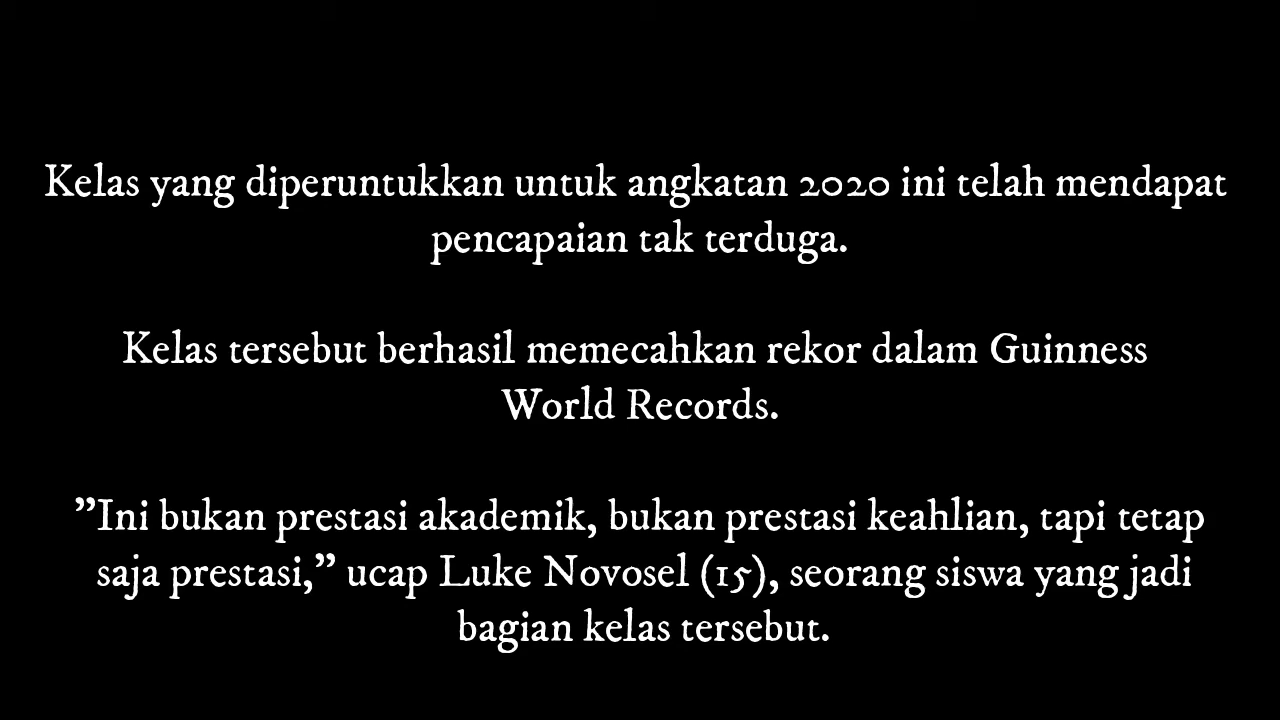 Kelas yang diperuntukkan untuk angkatan 2020 ini telah mendapat
pencapaian tak terduga.
Kelas tersebut berhasil memecahkan rekor dalam Guinness
World Records.
”Ini bukan prestasi akademik, bukan prestasi keahlian, tapi tetap
saja prestasi,” ucap Luke Novosel (15), seorang siswa yang jadi
bagian kelas tersebut.